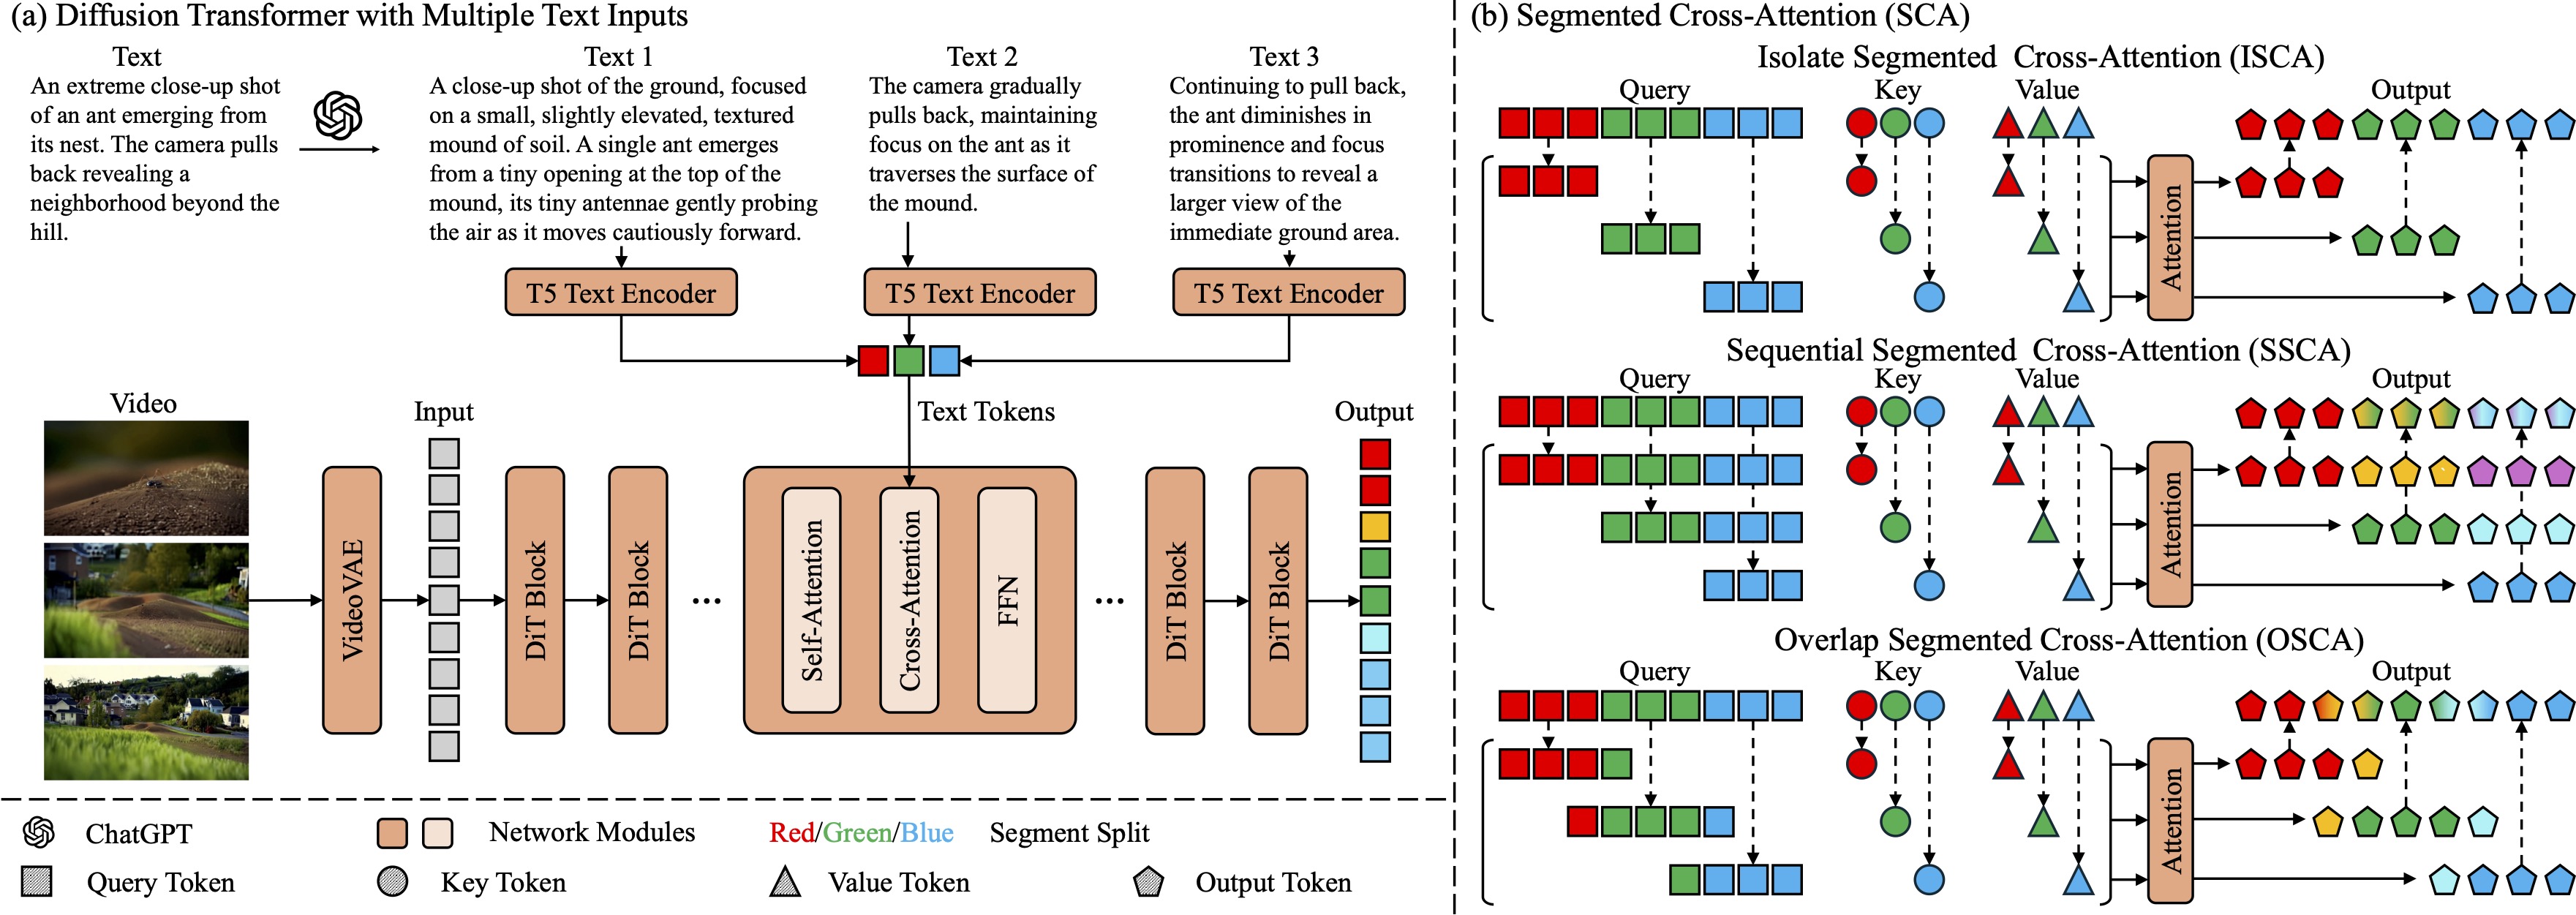 (a) Diffusion Transformer with Multiple Text Inputs
Text
An extreme close-up shot
of an ant emerging from
its nest. The camera pulls
back revealing a
neighborhood beyond the
hill.
Text 1
A close-up shot of the ground, focused
on a small, slightly elevated, textured
mound of soil. A single ant emerges
from a tiny opening at the top of the
mound, its tiny antennae gently probing
the air as it moves cautiously forward.
Text 2
The camera gradually
pulls back, maintaining
focus on the ant as it
traverses the surface of
the mound.
Text 3
Continuing to pull back,
the ant diminishes in
prominence and focus
transitions to reveal a
larger view of the
immediate ground area.
T5 Text Encoder
T5 Text Encoder
T5 Text Encoder
Text Tokens
Video
Input
Output
Video VAE
DiT Block
DiT Block
...
Self-Attention
Cross-Attention
FFN
...
DiT Block
DiT Block
ChatGPT
Network Modules
Red/Green/Blue
Segment Split
Query Token
Key Token
Value Token
Output Token
(b) Segmented Cross-Attention (SCA)
Isolate Segmented Cross-Attention (ISCA)
Query
Key
Value
Output
Attention
Sequential Segmented Cross-Attention (SSCA)
Query
Key
Value
Output
Attention
Overlap Segmented Cross-Attention (OSCA)
Query
Key
Value
Output
Attention